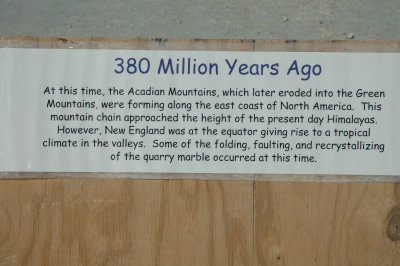 380 Million Years Ago
At this time, the Acadian Mountains, which later eroded into the Green
Mountains, were forming along the east coast of North America. This
mountain chain approached the height of the present day Himalayas.
However, New England was at the equator giving rise to a tropical
climate in the valleys. Some of the folding, faulting, and recrystallizing
of the quarry marble occurred at this time.